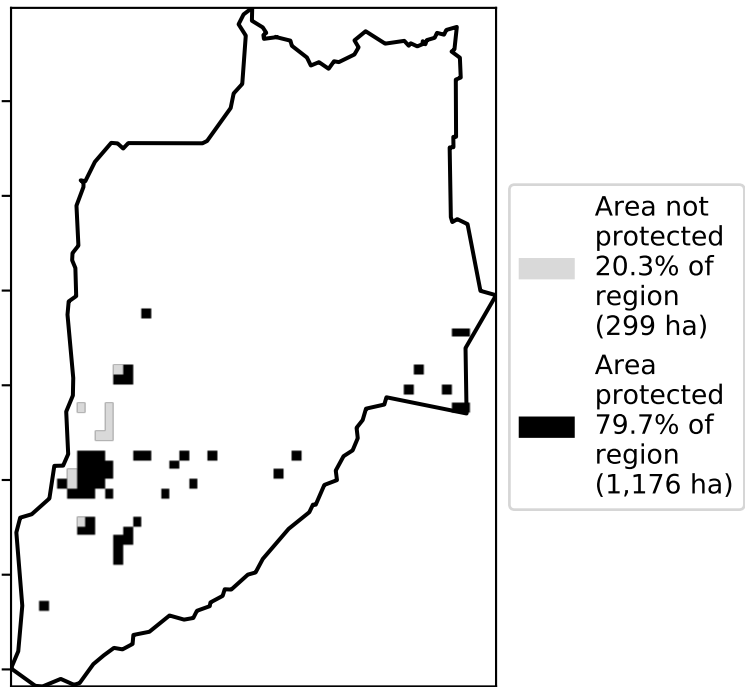 Area not
protected
20.3% of
region
(299 ha)
Area
protected
79.7% of
region
(1,176 ha)